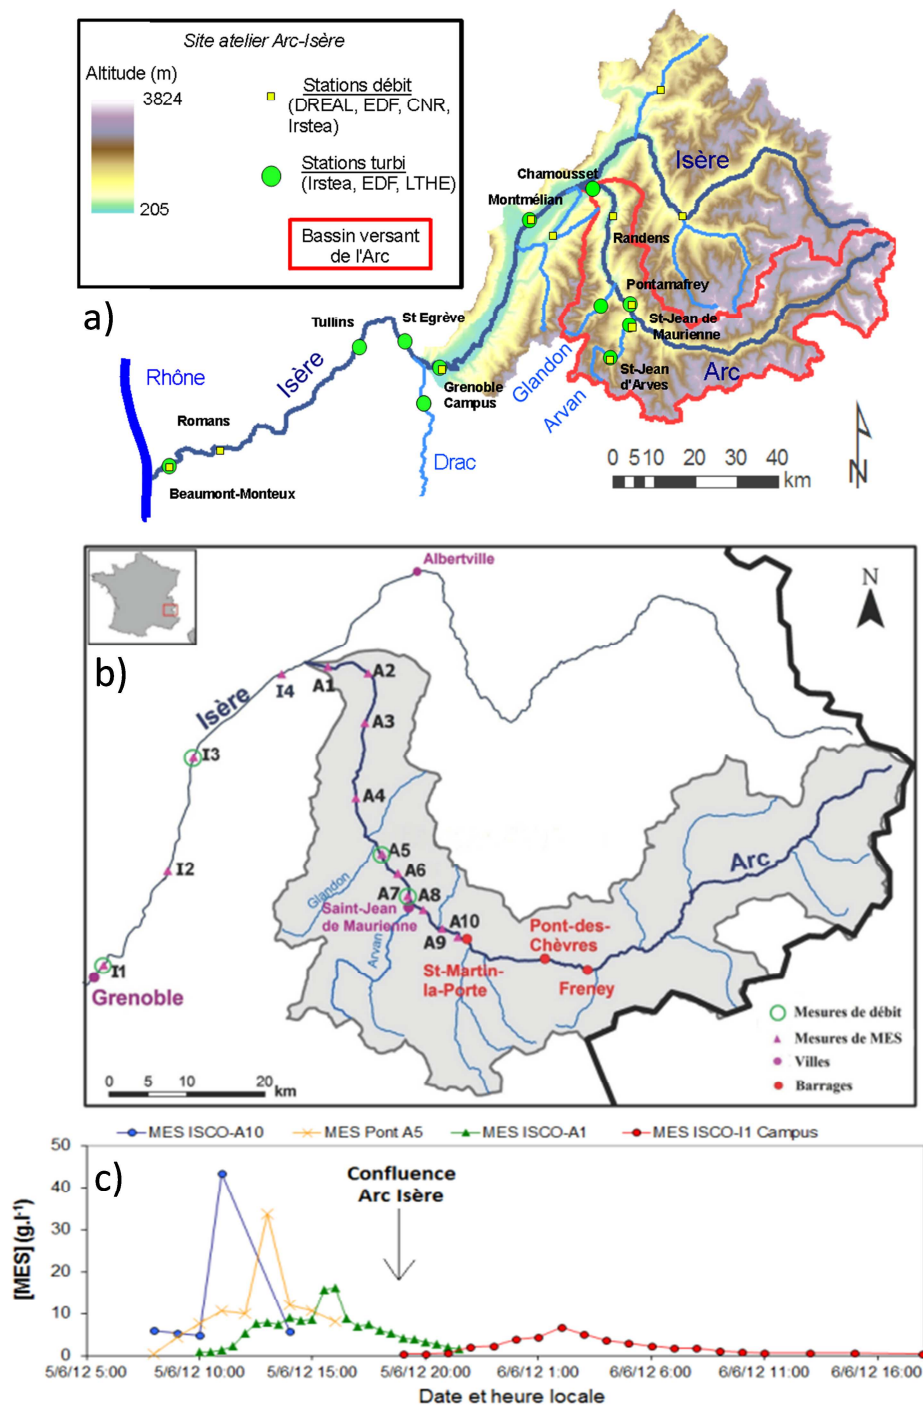 Site atelier Arc-Isère
Altitude (m)
3824
205
Stations débit
(DREAL, EDF, CNR,
Irstea)
Stations turbi
(Irstea, EDF, LTHE)
Bassin versant
de l'Arc
a)
Chamousset
Isère
Montmélian
Randens
Pontamafrey
St-Jean de
Maurienne
St Egrève
Tullins
Isère
Rhône
Glandon
St-Jean
d'Arves
Arc
Grenoble
Campus
Arvan
Romans
Drac
Beaumont-Monteux
0 5 10 20 30 40
km
N
Albertville
N
b)
Isère
I4
A1
A2
A3
I3
A4
A5
I2
A6
Arc
Glandon
A7
A8
Saint-Jean
de Maurienne
A10
A9
Arvan
Pont-des-
Chèvres
St-Martin-
la-Porte
Freney
I1
Grenoble
Mesures de débit
Mesures de MES
Villes
Barrages
0 5 10 20
km
MES ISCO-A10 MES Pont A5 MES ISCO-A1 MES ISCO-I1 Campus
c)
Confluence
Arc Isère
[MES] (g.l-1)
50
40
30
20
10
0
5/6/12 5:00 5/6/12 10:00 5/6/12 15:00 5/6/12 20:00 6/6/12 1:00 6/6/12 6:00 6/6/12 11:00 6/6/12 16:00
Date et heure locale